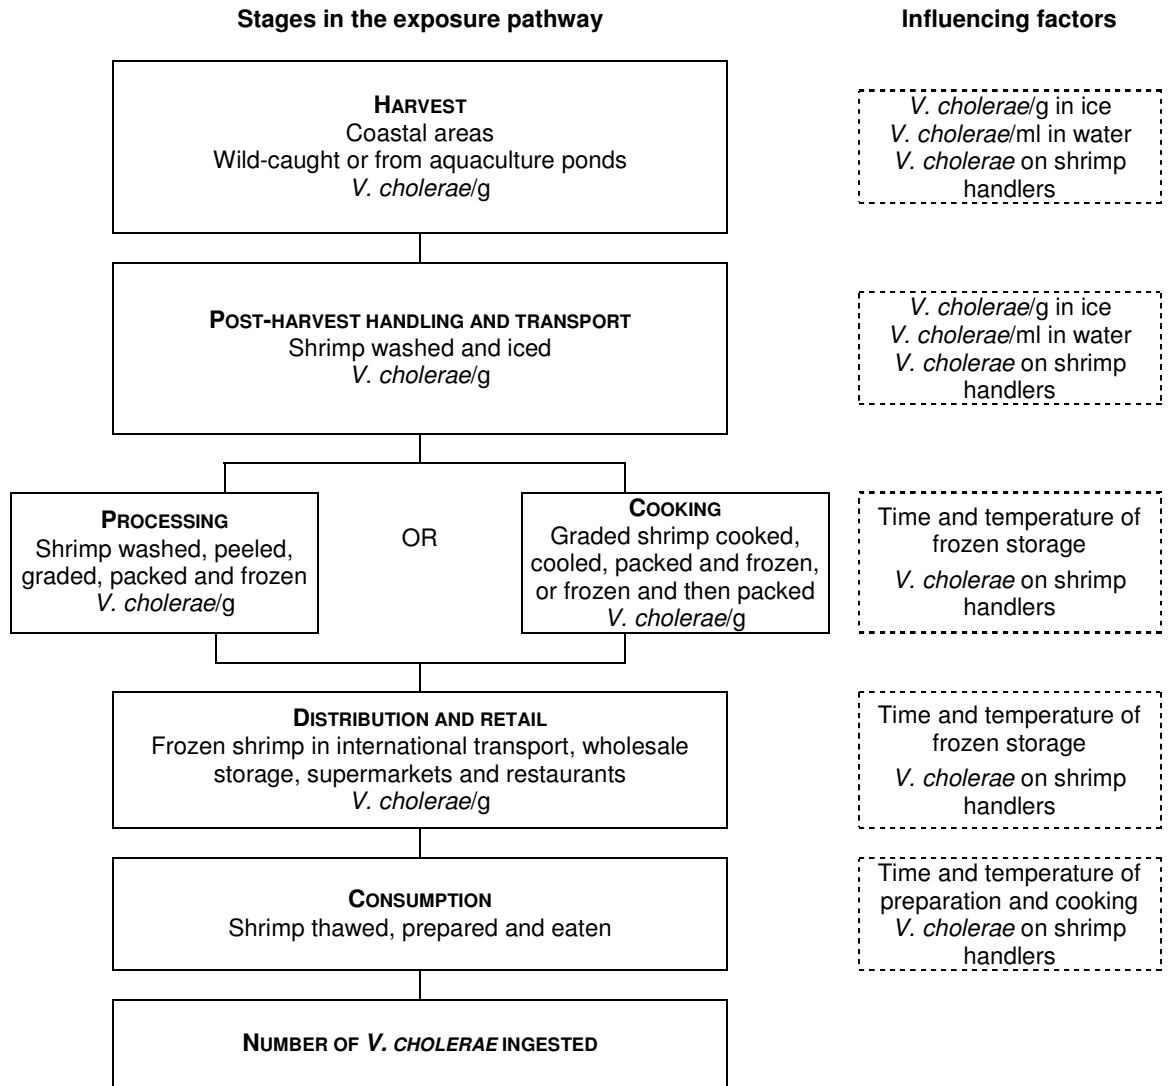 Stages in the exposure pathway
Influencing factors
HARVEST
Coastal areas
Wild-caught or from aquaculture ponds
V. cholerae/g
V. cholerae/g in ice
V. cholerae/ml in water
V. cholerae on shrimp
handlers
POST-HARVEST HANDLING AND TRANSPORT
Shrimp washed and iced
V. cholerae/g
V. cholerae/g in ice
V. cholerae/ml in water
V. cholerae on shrimp
handlers
PROCESSING
Shrimp washed, peeled,
graded, packed and frozen
V. cholerae/g
OR
COOKING
Graded shrimp cooked,
cooled, packed and frozen,
or frozen and then packed
V. cholerae/g
Time and temperature of
frozen storage
V. cholerae on shrimp
handlers
DISTRIBUTION AND RETAIL
Frozen shrimp in international transport, wholesale
storage, supermarkets and restaurants
V. cholerae/g
Time and temperature of
frozen storage
V. cholerae on shrimp
handlers
CONSUMPTION
Shrimp thawed, prepared and eaten
Time and temperature of
preparation and cooking
V. cholerae on shrimp
handlers
NUMBER OF V. CHOLERAE INGESTED